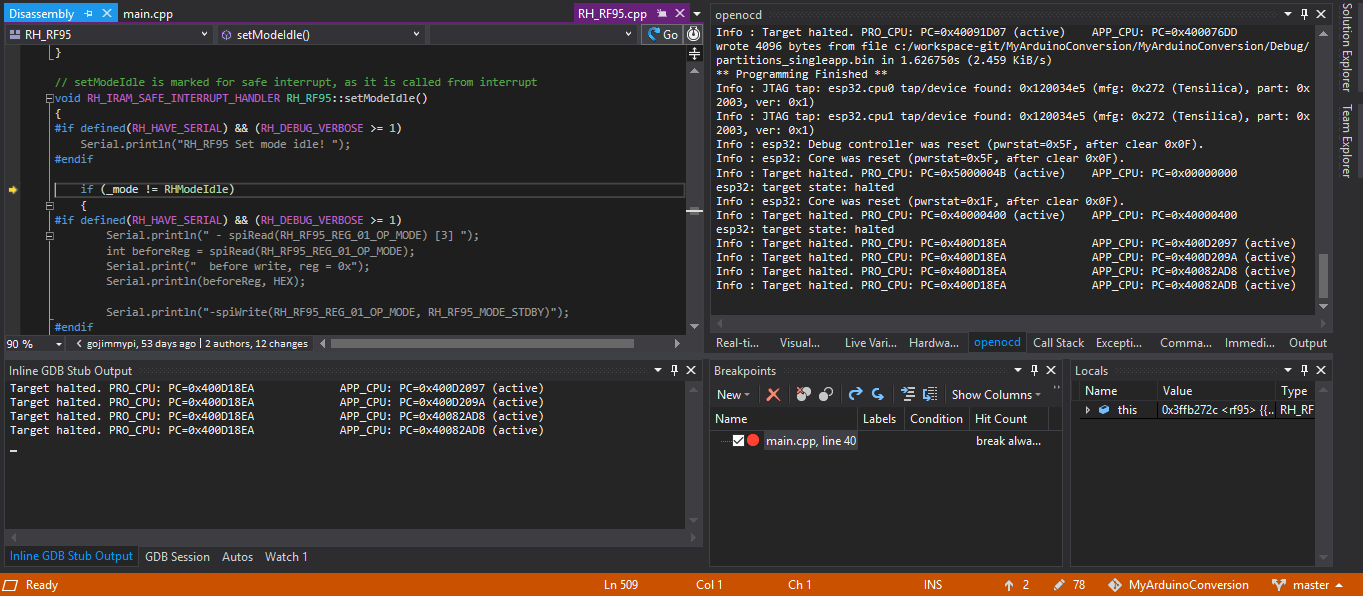 Disassembly
main.cpp
RH_RF95.cpp
RH_RF95
setModeIdle()
Go
}
// setModeIdle is marked for safe interrupt, as it is called from interrupt
void RH_IRAM_SAFE_INTERRUPT_HANDLER RH_RF95::setModeIdle()
{
#if defined(RH_HAVE_SERIAL) && (RH_DEBUG_VERBOSE >= 1)
Serial.println("RH_RF95 Set mode idle! ");
#endif
if (_mode != RHModeIdle)
{
#if defined(RH_HAVE_SERIAL) && (RH_DEBUG_VERBOSE >= 1)
Serial.println(" - spiRead(RH_RF95_REG_01_OP_MODE) [3] ");
int beforeReg = spiRead(RH_RF95_REG_01_OP_MODE);
Serial.print("  before write, reg = 0x");
Serial.println(beforeReg, HEX);
Serial.println("-spiWrite(RH_RF95_REG_01_OP_MODE, RH_RF95_MODE_STDBY)");
#endif
90 %
gojimmypi, 53 days ago | 2 authors, 12 changes
Inline GDB Stub Output
Target halted. PRO_CPU: PC=0x400D18EA APP_CPU: PC=0x400D2097 (active)
Target halted. PRO_CPU: PC=0x400D18EA APP_CPU: PC=0x400D209A (active)
Target halted. PRO_CPU: PC=0x400D18EA APP_CPU: PC=0x40082AD8 (active)
Target halted. PRO_CPU: PC=0x400D18EA APP_CPU: PC=0x40082ADB (active)
Inline GDB Stub Output GDB Session Autos Watch 1
openocd
Info : Target halted. PRO_CPU: PC=0x40091D07 (active) APP_CPU: PC=0x400076DD
wrote 4096 bytes from file c:/workspace-git/MyArduinoConversion/MyArduinoConversion/Debug/
partitions_singleapp.bin in 1.626750s (2.459 KiB/s)
** Programming Finished **
Info : JTAG tap: esp32.cpu0 tap/device found: 0x120034e5 (mfg: 0x272 (Tensilica), part: 0x
2003, ver: 0x1)
Info : JTAG tap: esp32.cpu1 tap/device found: 0x120034e5 (mfg: 0x272 (Tensilica), part: 0x
2003, ver: 0x1)
Info : esp32: Debug controller was reset (pwrstat=0x5F, after clear 0x0F).
Info : esp32: Core was reset (pwrstat=0x5F, after clear 0x0F).
Info : Target halted. PRO_CPU: PC=0x5000004B (active) APP_CPU: PC=0x00000000
esp32: target state: halted
Info : esp32: Core was reset (pwrstat=0x1F, after clear 0x0F).
Info : Target halted. PRO_CPU: PC=0x40000400 (active) APP_CPU: PC=0x40000400
esp32: target state: halted
Info : Target halted. PRO_CPU: PC=0x400D18EA APP_CPU: PC=0x400D2097 (active)
Info : Target halted. PRO_CPU: PC=0x400D18EA APP_CPU: PC=0x400D209A (active)
Info : Target halted. PRO_CPU: PC=0x400D18EA APP_CPU: PC=0x40082AD8 (active)
Info : Target halted. PRO_CPU: PC=0x400D18EA APP_CPU: PC=0x40082ADB (active)
Real-ti... Visual... Live Vari... Hardwa... openocd Call Stack Excepti... Comma... Immedi... Output
Breakpoints
New
Show Columns
Name Labels Condition Hit Count
main.cpp, line 40 break alwa...
Locals
Name Value Type
this 0x3ffb272c <rf95> {{... RH_RF
Solution Explorer
Team Explorer
Ready Ln 509 Col 1 Ch 1 INS 2 78 MyArduinoConversion master